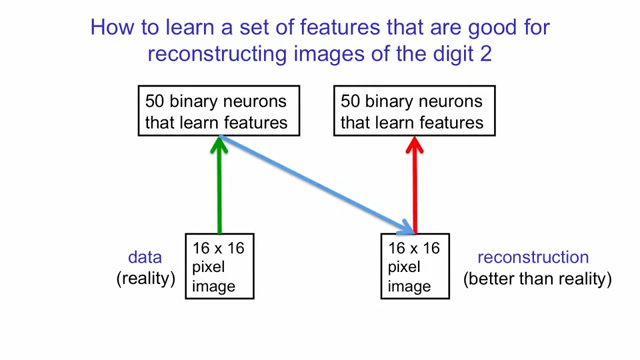 How to learn a set of features that are good for
reconstructing images of the digit 2
50 binary neurons
that learn features
50 binary neurons
that learn features
data
(reality)
16 x 16
pixel
image
16 x 16
pixel
image
reconstruction
(better than reality)